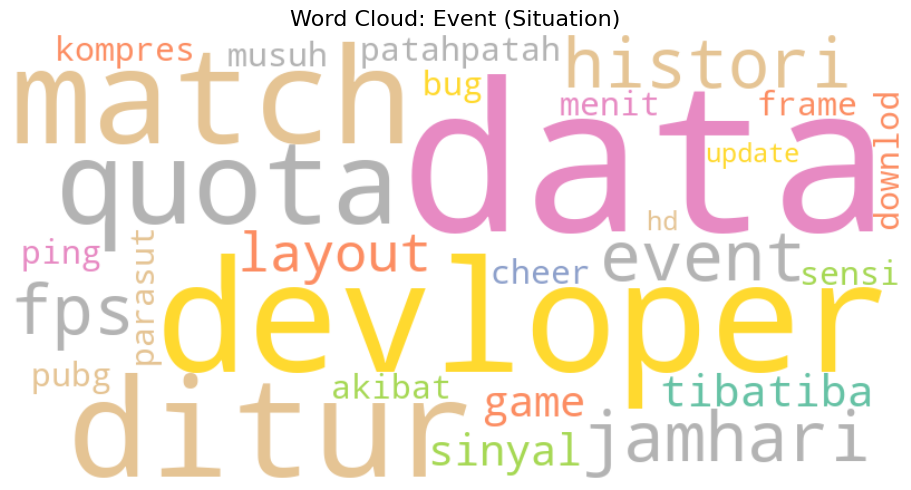 Word Cloud: Event (Situation)
kompres
musuh
patahpatah
histori
match
bug
data
menit
frame
downlod
update
quota
hd
ping
parasut
layout
cheer
event
sensi
fps
devloper
pubg
ditur
akibat
game
tibatiba
sinyal
jamhari